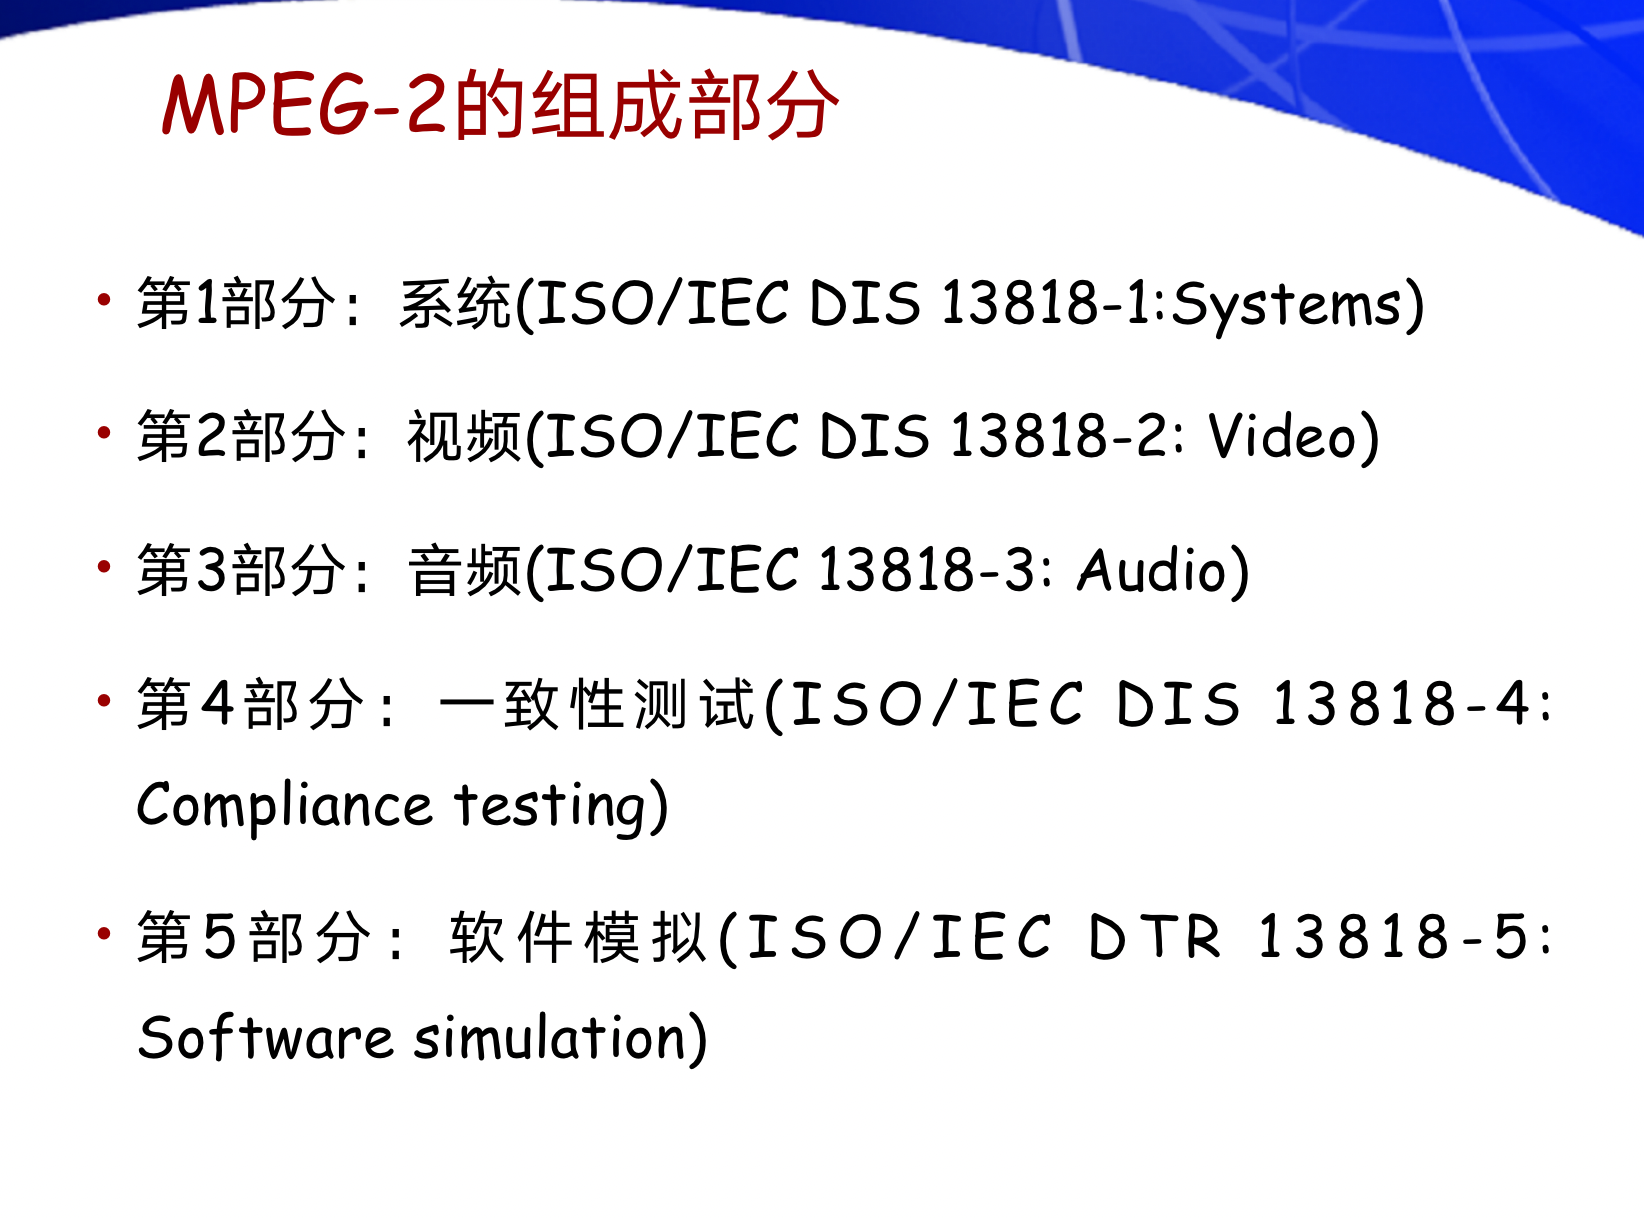 MPEG-2的组成部分
• 第1部分：系统(ISO/IEC DIS 13818-1:Systems)
• 第2部分：视频(ISO/IEC DIS 13818-2: Video)
• 第3部分：音频(ISO/IEC 13818-3: Audio)
• 第4部分：一致性测试(ISO/IEC DIS 13818-4:
Compliance testing)
• 第5部分：软件模拟(ISO/IEC DTR 13818-5:
Software simulation)